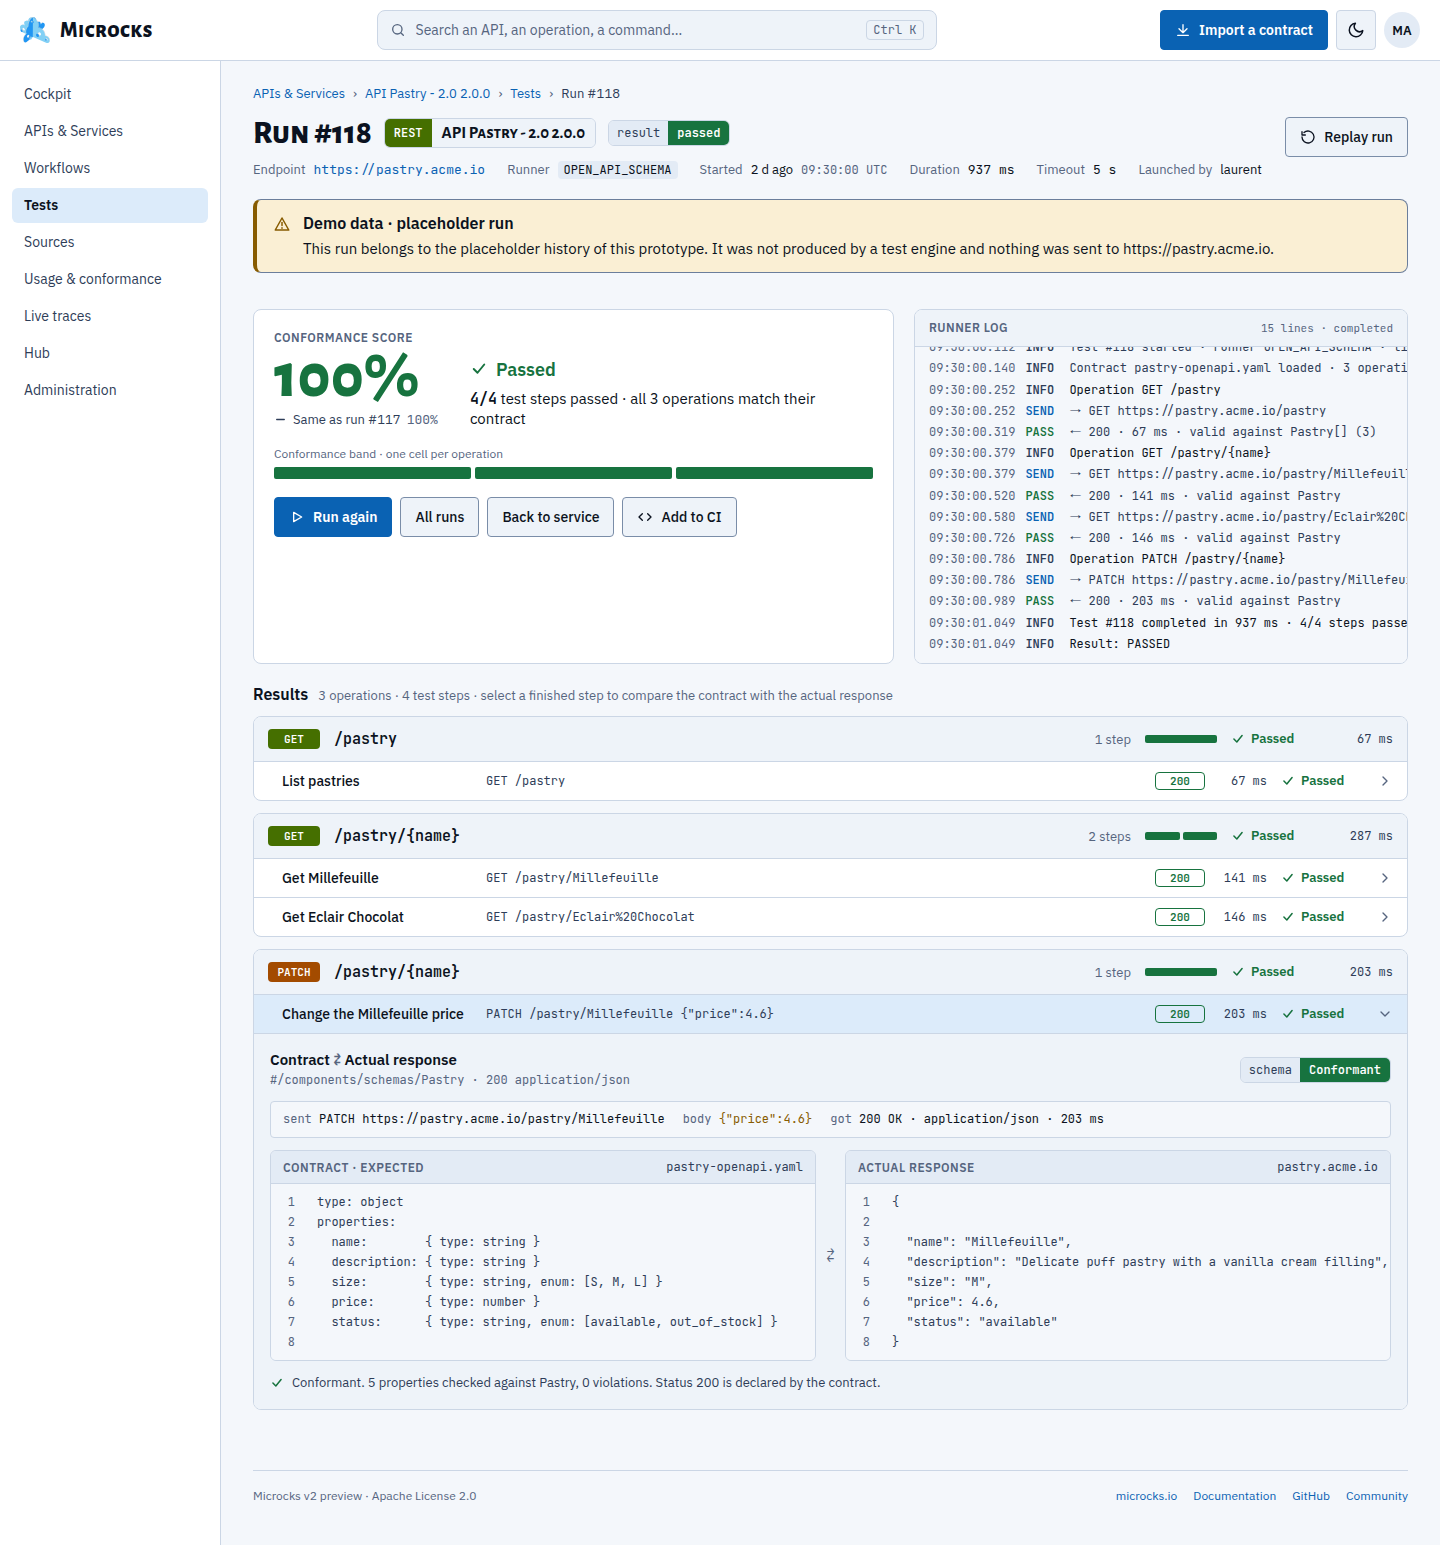 Microcks
Search an API, an operation, a command...
Ctrl K
Import a contract
MA
Cockpit
APIs & Services
Workflows
Tests
Sources
Usage & conformance
Live traces
Hub
Administration
APIs & Services › API Pastry - 2.0 2.0.0 › Tests › Run #118
Run #118
REST API Pastry - 2.0 2.0.0
result passed
Replay run
Endpoint https://pastry.acme.io Runner OPEN_API_SCHEMA Started 2 d ago 09:30:00 UTC Duration 937 ms Timeout 5 s Launched by laurent
Demo data · placeholder run
This run belongs to the placeholder history of this prototype. It was not produced by a test engine and nothing was sent to https://pastry.acme.io.
CONFORMANCE SCORE
100%
Same as run #117 100%
Passed
4/4 test steps passed · all 3 operations match their
contract
Conformance band · one cell per operation
Run again
All runs
Back to service
Add to CI
RUNNER LOG
15 lines · completed
09:30:00.112 INFO Test #118 started · runner OPEN_API_SCHEMA ·
09:30:00.140 INFO Contract pastry-openapi.yaml loaded · 3 operati
09:30:00.252 INFO Operation GET /pastry
09:30:00.252 SEND → GET https://pastry.acme.io/pastry
09:30:00.319 PASS ← 200 · 67 ms · valid against Pastry[] (3)
09:30:00.379 INFO Operation GET /pastry/{name}
09:30:00.379 SEND → GET https://pastry.acme.io/pastry/Millefeuil
09:30:00.520 PASS ← 200 · 141 ms · valid against Pastry
09:30:00.580 SEND → GET https://pastry.acme.io/pastry/Eclair%20C
09:30:00.726 PASS ← 200 · 146 ms · valid against Pastry
09:30:00.786 INFO Operation PATCH /pastry/{name}
09:30:00.786 SEND → PATCH https://pastry.acme.io/pastry/Millefeu
09:30:00.989 PASS ← 200 · 203 ms · valid against Pastry
09:30:01.049 INFO Test #118 completed in 937 ms · 4/4 steps passe
09:30:01.049 INFO Result: PASSED
Results 3 operations · 4 test steps · select a finished step to compare the contract with the actual response
GET /pastry 1 step Passed 67 ms
List pastries GET /pastry 200 67 ms Passed
GET /pastry/{name} 2 steps Passed 287 ms
Get Millefeuille GET /pastry/Millefeuille 200 141 ms Passed
Get Eclair Chocolat GET /pastry/Eclair%20Chocolat 200 146 ms Passed
PATCH /pastry/{name} 1 step Passed 203 ms
Change the Millefeuille price PATCH /pastry/Millefeuille {"price":4.6} 200 203 ms Passed
Contract ⇄ Actual response
#/components/schemas/Pastry · 200 application/json
schema Conformant
sent PATCH https://pastry.acme.io/pastry/Millefeuille body {"price":4.6} got 200 OK · application/json · 203 ms
CONTRACT · EXPECTED pastry-openapi.yaml
1 type: object
2 properties:
3 name: { type: string }
4 description: { type: string }
5 size: { type: string, enum: [S, M, L] }
6 price: { type: number }
7 status: { type: string, enum: [available, out_of_stock] }
8
⇄
ACTUAL RESPONSE pastry.acme.io
1 {
2
3 "name": "Millefeuille",
4 "description": "Delicate puff pastry with a vanilla cream filling",
5 "size": "M",
6 "price": 4.6,
7 "status": "available"
8 }
Conformant. 5 properties checked against Pastry, 0 violations. Status 200 is declared by the contract.
Microcks v2 preview · Apache License 2.0
microcks.io Documentation GitHub Community